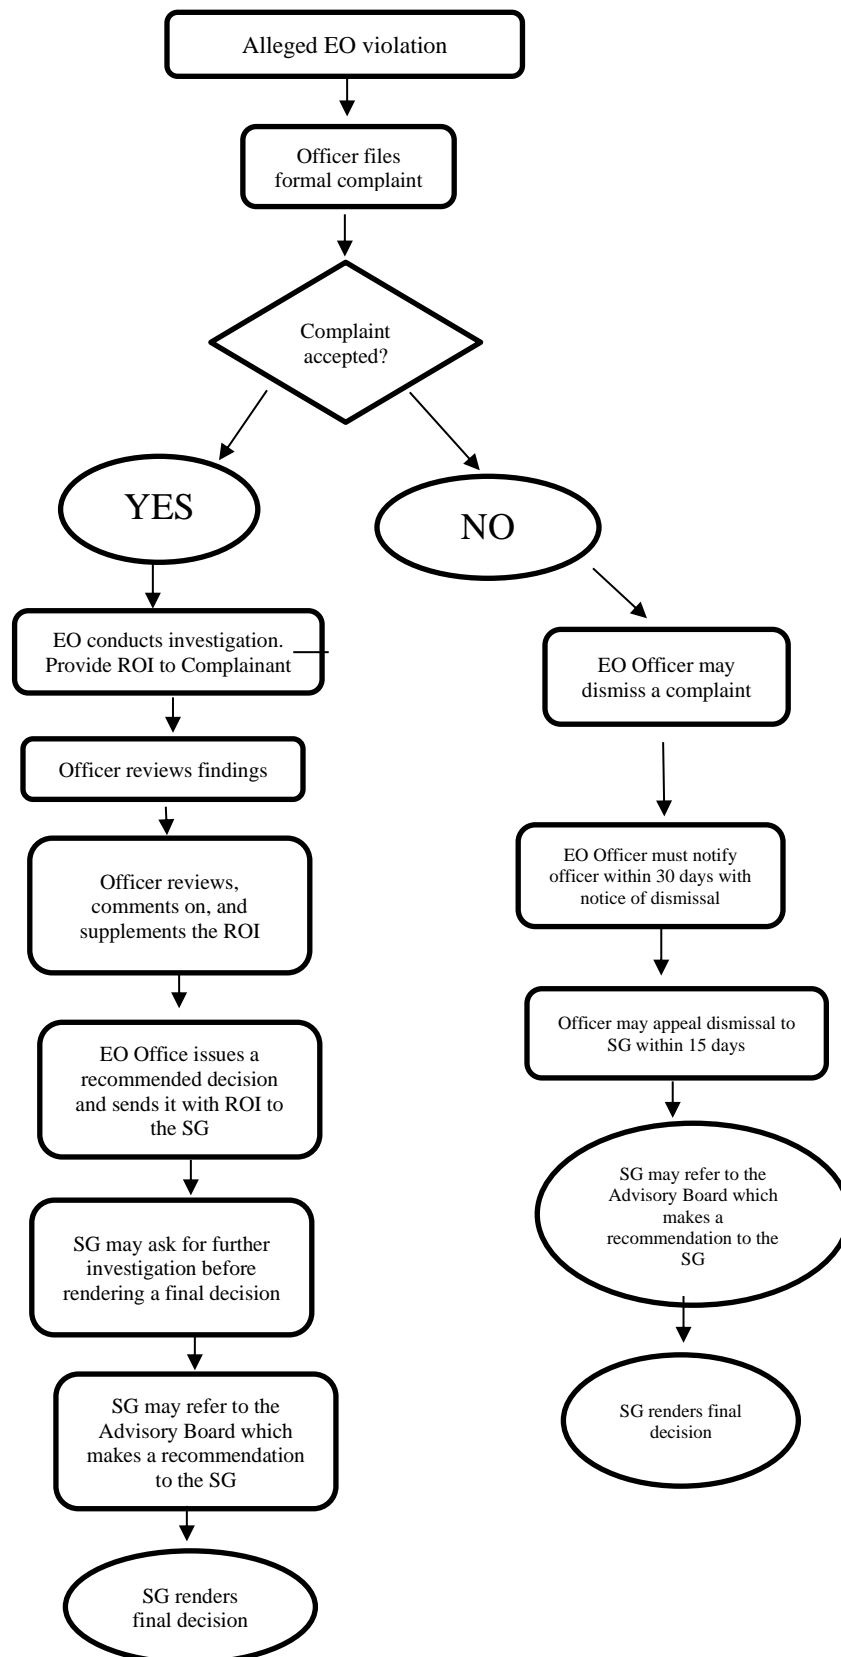 Alleged EO violation
Officer files
formal complaint
Complaint
accepted?
YES
NO
EO conducts investigation.
Provide ROI to Complainant
Officer reviews findings
Officer reviews,
comments on, and
supplements the ROI
EO Office issues a
recommended decision
and sends it with ROI to
the SG
SG may ask for further
investigation before
rendering a final decision
SG may refer to the
Advisory Board which
makes a recommendation
to the SG
SG renders
final decision
EO Officer may
dismiss a complaint
EO Officer must notify
officer within 30 days with
notice of dismissal
Officer may appeal dismissal to
SG within 15 days
SG may refer to the
Advisory Board which
makes a
recommendation to the
SG
SG renders final
decision